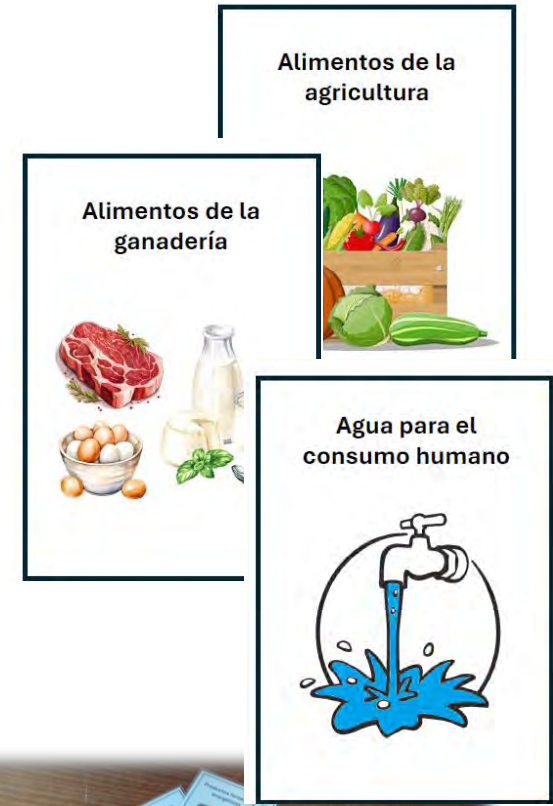 Alimentos de la
agricultura
Alimentos de la
ganadería
Agua para el
consumo humano